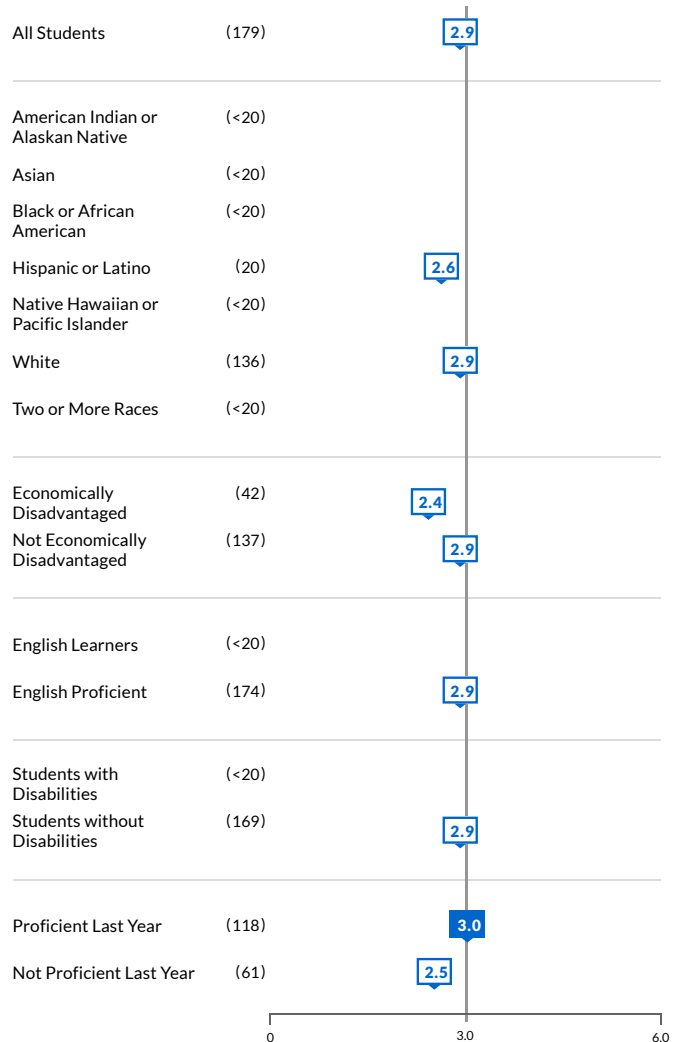 All Students (179) 2.9
American Indian or (<20)
Alaskan Native
Asian (<20)
Black or African (<20)
American
Hispanic or Latino (20) 2.6
Native Hawaiian or (<20)
Pacific Islander
White (136) 2.9
Two or More Races (<20)
Economically (42) 2.4
Disadvantaged
Not Economically (137) 2.9
Disadvantaged
English Learners (<20)
English Proficient (174) 2.9
Students with (<20)
Disabilities
Students without (169) 2.9
Disabilities
Proficient Last Year (118) 3.0
Not Proficient Last Year (61) 2.5
0 3.0 6.0